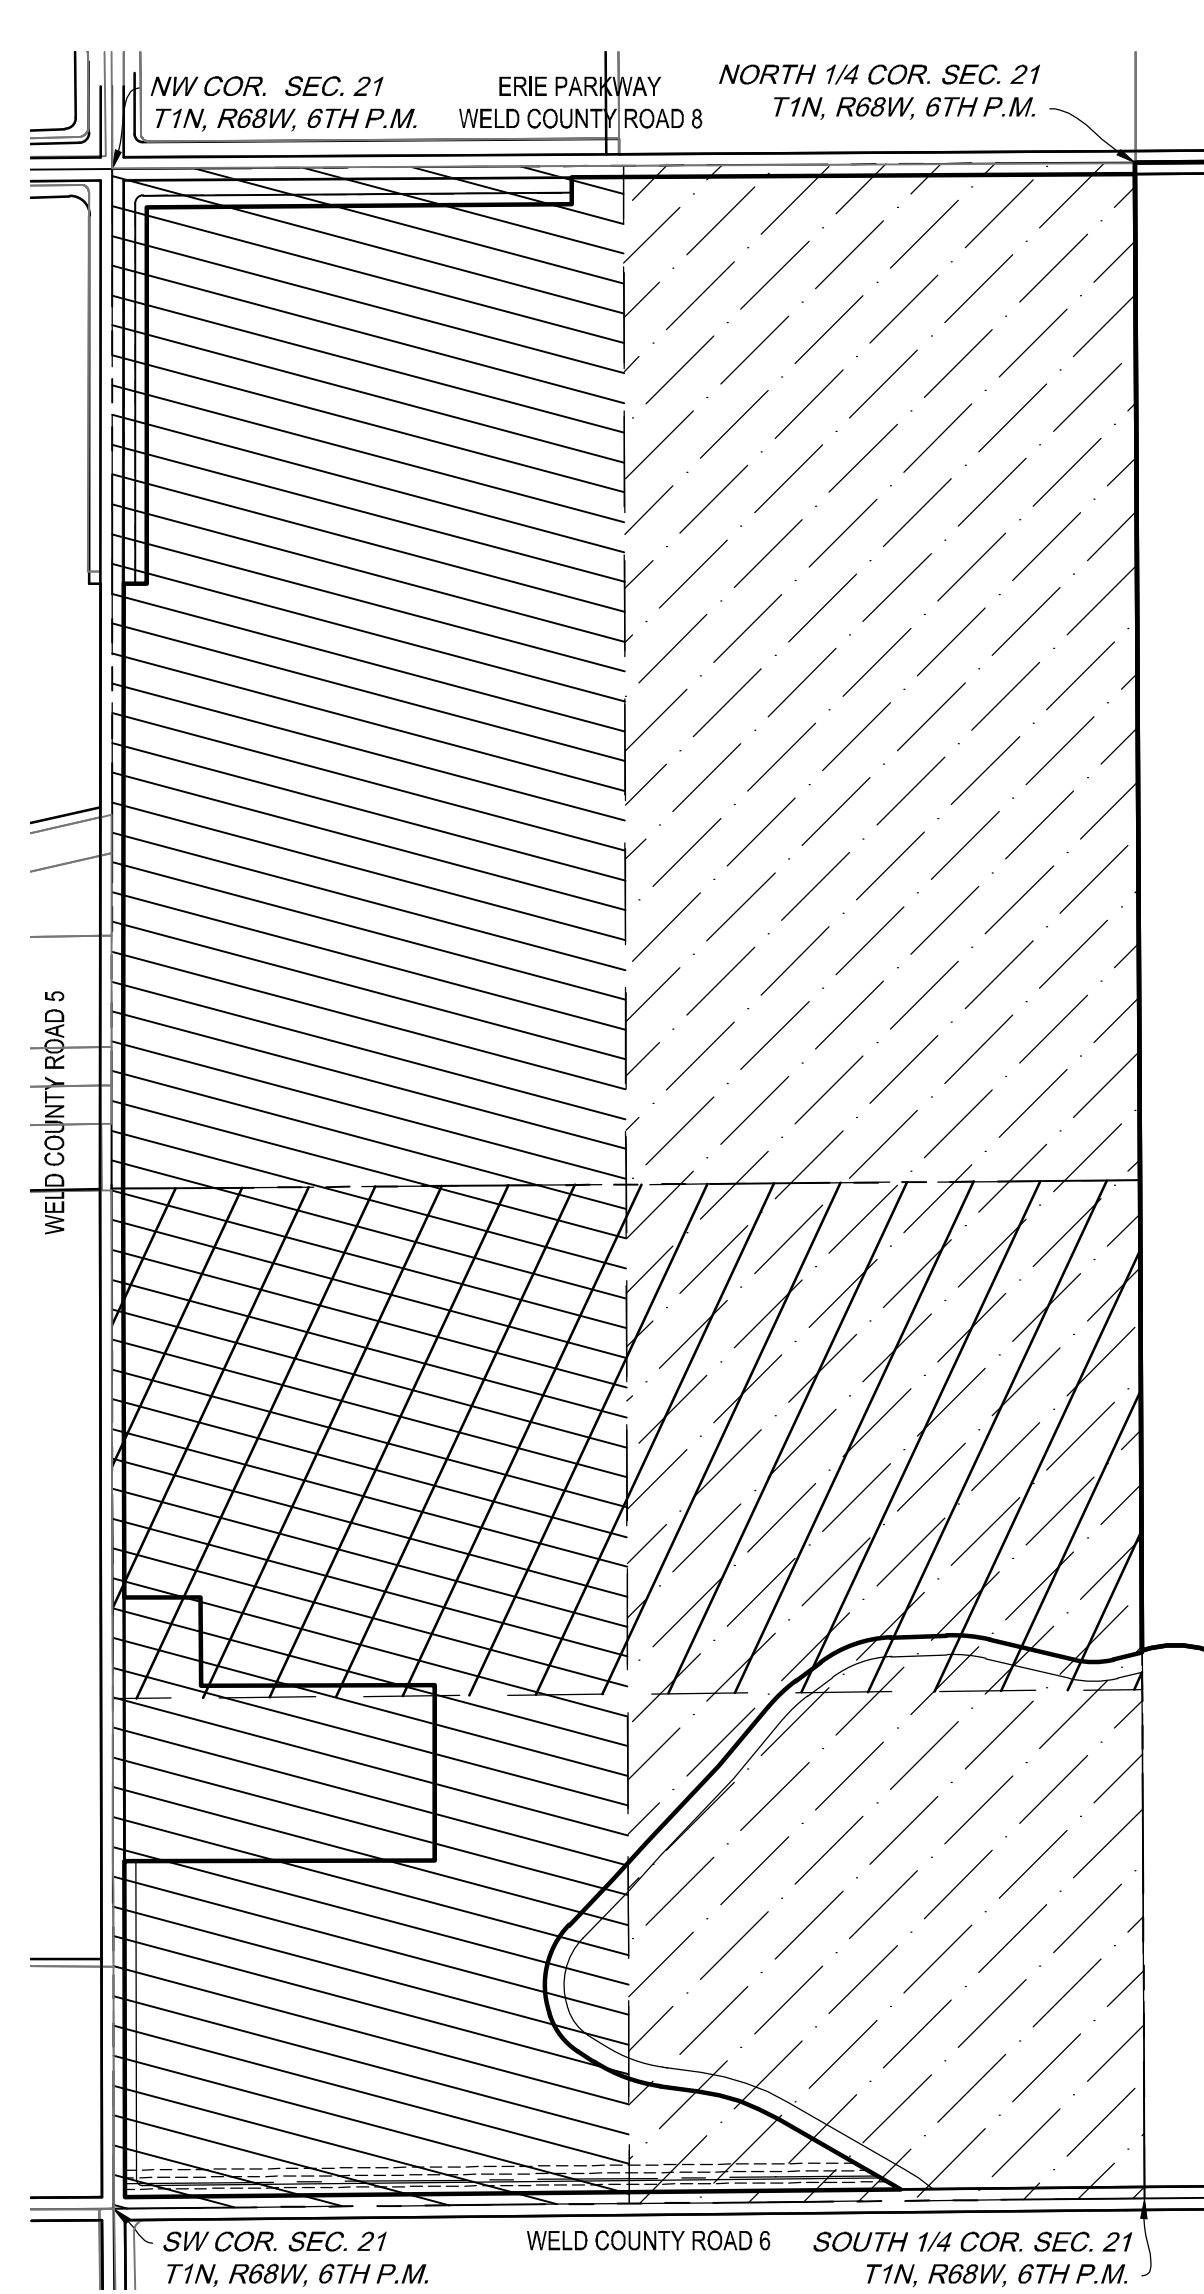 NW COR. SEC. 21
T1N, R68W, 6TH P.M.
ERIE PARKWAY
WELD COUNTY ROAD 8
NORTH 1/4 COR. SEC. 21
T1N, R68W, 6TH P.M.
WELD COUNTY ROAD 5
SW COR. SEC. 21
T1N, R68W, 6TH P.M.
WELD COUNTY ROAD 6
SOUTH 1/4 COR. SEC. 21
T1N, R68W, 6TH P.M.